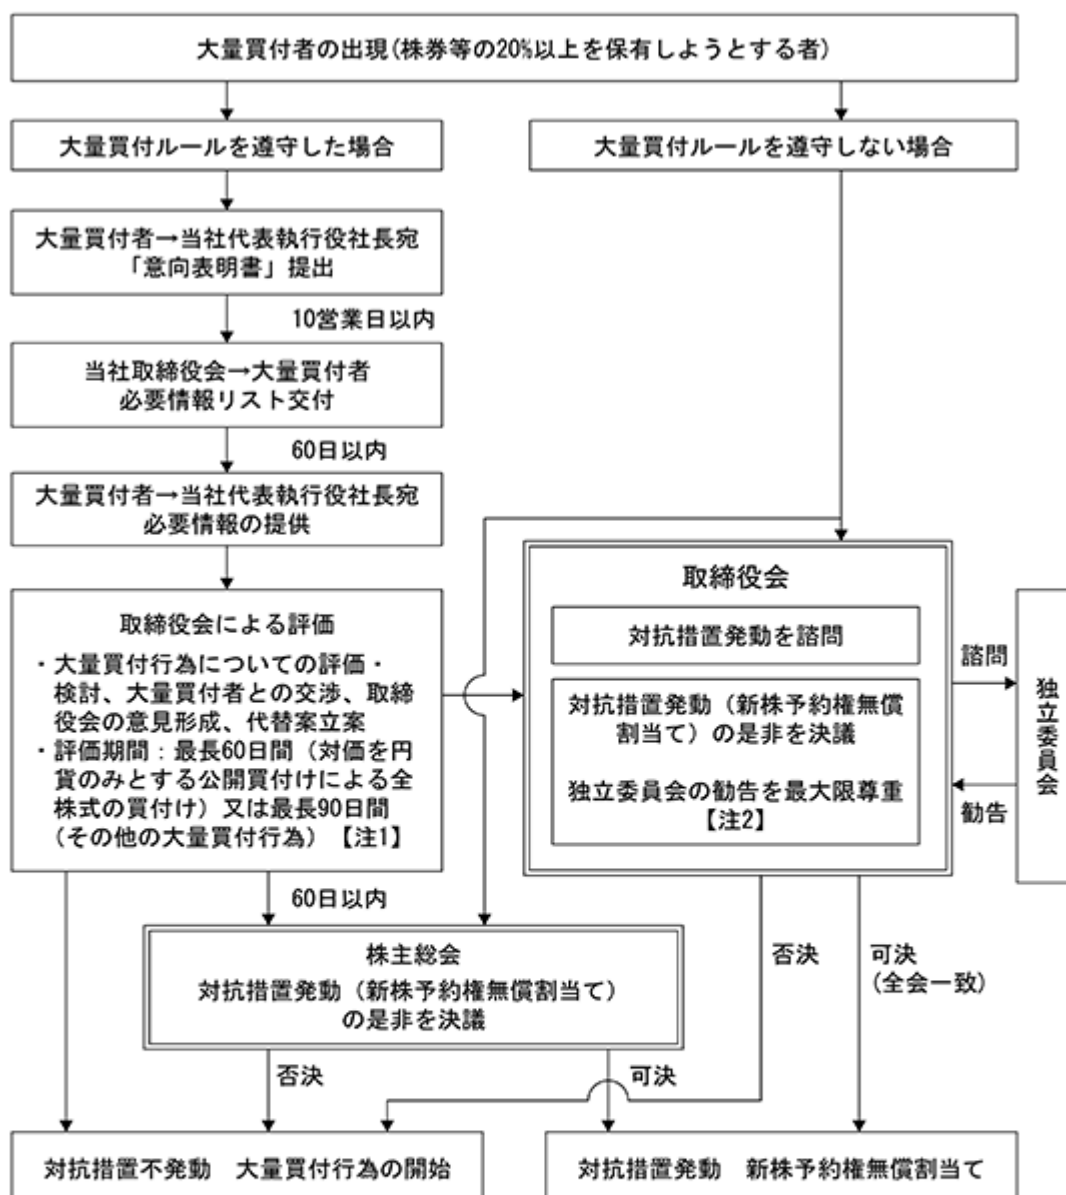 大量買付者の出現(株券等の20%以上を保有しようとする者)
大量買付ルールを遵守した場合
大量買付ルールを遵守しない場合
大量買付者→当社代表執行役社長宛
「意向表明書」提出
10営業日以内
当社取締役会→大量買付者
必要情報リスト交付
60日以内
大量買付者→当社代表執行役社長宛
必要情報の提供
取締役会による評価
・大量買付行為についての評価・
検討、大量買付者との交渉、取締
役会の意見形成、代替案立案
・評価期間：最長60日間（対価を円
貨のみとする公開買付けによる全
株式の買付け）又は最長90日間
（その他の大量買付行為）【注1】
取締役会
対抗措置発動を諮問
対抗措置発動（新株予約権無償
割当て）の是非を決議
独立委員会の勧告を最大限尊重
【注2】
諮問
勧告
独立委員会
60日以内
株主総会
対抗措置発動（新株予約権無償割当て）
の是非を決議
否決
可決
(全会一致)
否決
可決
対抗措置不発動　大量買付行為の開始
対抗措置発動　新株予約権無償割当て